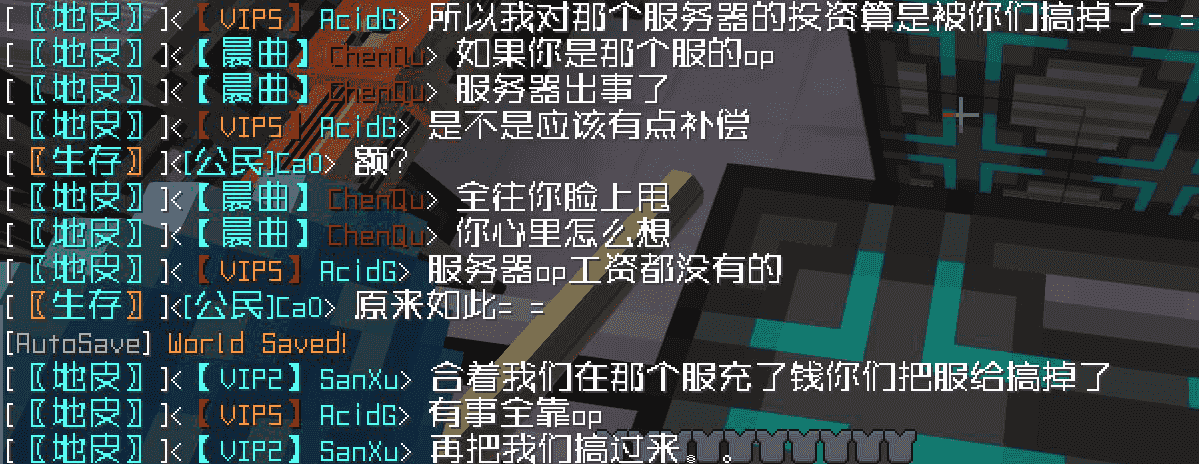 [〖地皮〗]<【VIP5】AcidG> 所以我对那个服务器的投资算是被你们搞掉了= =
[〖地皮〗]<【晨曲】ChenQu> 如果你是那个服的op
[〖地皮〗]<【晨曲】ChenQu> 服务器出事了
[〖地皮〗]<【VIP5】AcidG> 是不是应该有点补偿
[〖生存〗]<[公民]CaO> 额?
[〖地皮〗]<【晨曲】ChenQu> 全往你脸上甩
[〖地皮〗]<【晨曲】ChenQu> 你心里怎么想
[〖地皮〗]<【VIP5】AcidG> 服务器op工资都没有的
[〖生存〗]<[公民]CaO> 原来如此= =
[AutoSave] World Saved!
[〖地皮〗]<【VIP2】SanXu> 合着我们在那个服充了钱你们把服给搞掉了
[〖地皮〗]<【VIP5】AcidG> 有事全靠op
[〖地皮〗]<【VIP2】SanXu> 再把我们搞过来。。